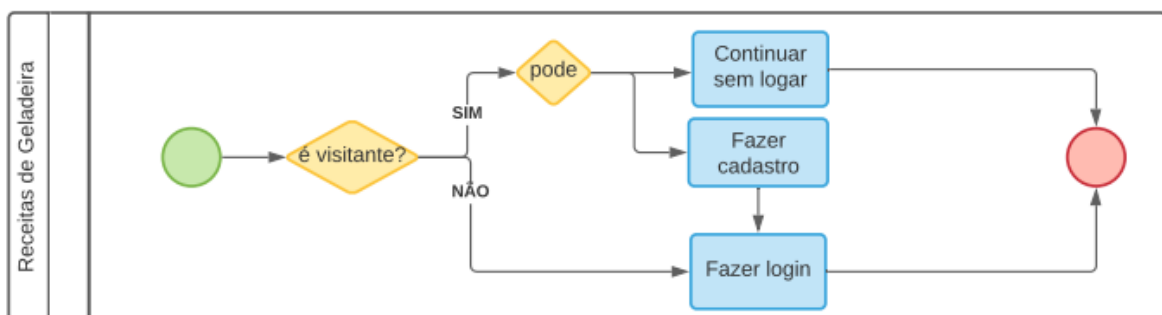 Receitas de Geladeira
é visitante?
SIM
NÃO
pode
Continuar
sem logar
Fazer
cadastro
Fazer login